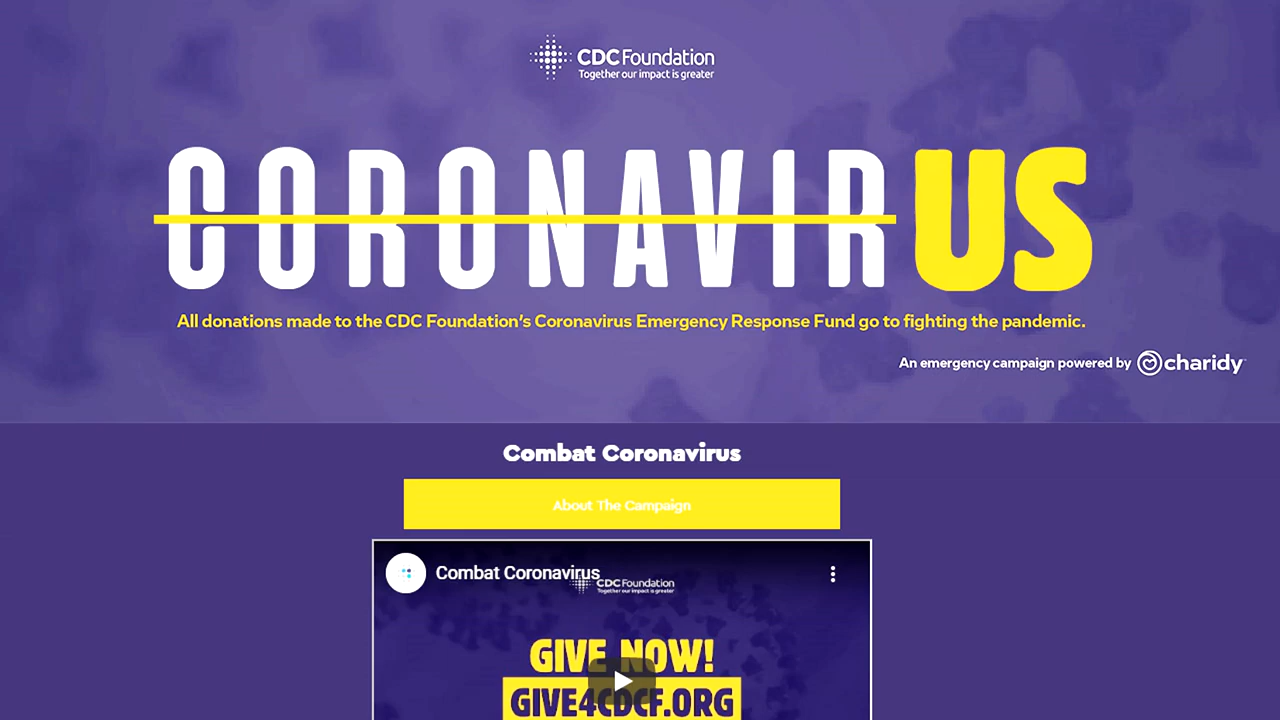 CDC Foundation
Together our impact is greater
CORONAVIRUS
All donations made to the CDC Foundation's Coronavirus Emergency Response Fund go to fighting the pandemic.
An emergency campaign powered by charidy
Combat Coronavirus
About The Campaign
Combat Coronavirus
CDC Foundation
Together our impact is greater
GIVE NOW!
GIVE4CDCF.ORG